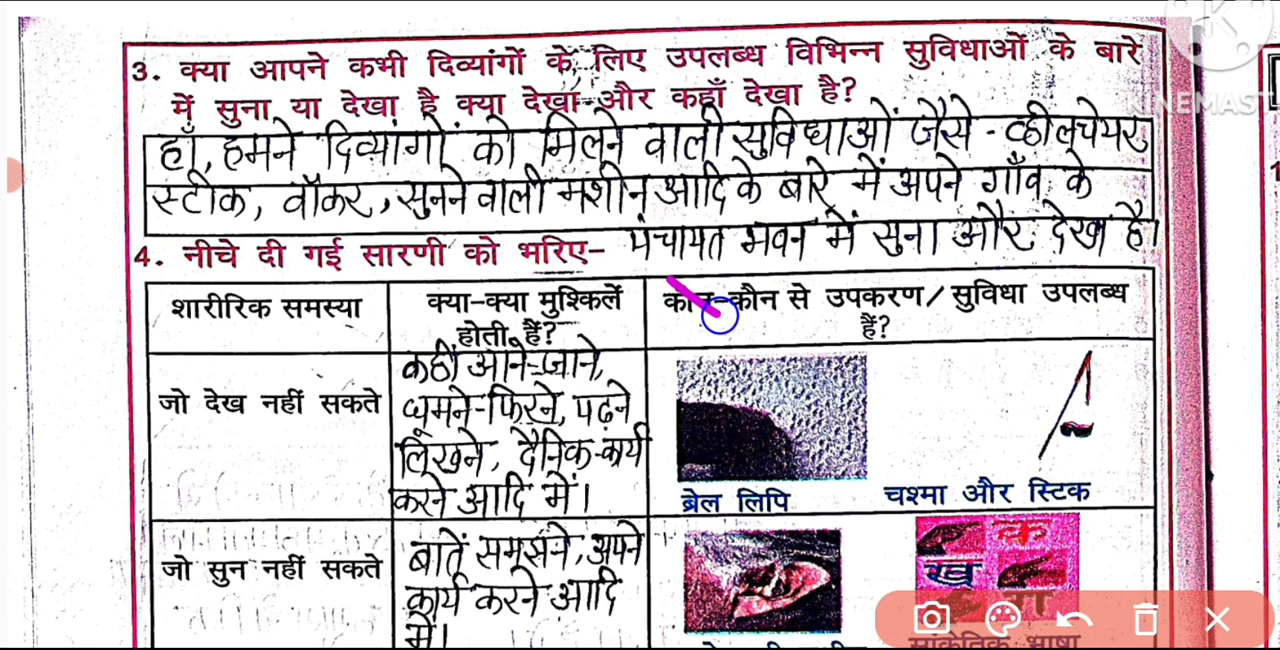 KINEMAST
3. क्या आपने कभी दिव्यांगों के लिए उपलब्ध विभिन्न सुविधाओं के बारे
में सुना या देखा है क्या देखा और कहाँ देखा है?
हाँ, हमने दिव्यांगों को मिलने वाली सुविधाओं जैसे - व्हीलचेयर
स्टीक, वॉकर, सुनने वाली मशीन आदि के बारे में अपने गाँव के
पंचायत भवन में सुना और देखा है।
4. नीचे दी गई सारणी को भरिए-
शारीरिक समस्या
क्या-क्या मुश्किलें
होती हैं?
कौन-कौन से उपकरण/सुविधा उपलब्ध
हैं?
जो देख नहीं सकते
कहीं आने-जाने,
घूमने-फिरने, पढ़ने
लिखने, दैनिक-कार्य
करने आदि में।
ब्रेल लिपि
चश्मा और स्टिक
जो सुन नहीं सकते
बातें समझने, अपने
कार्य करने आदि
में।
क
ख
ग
सांकेतिक भाषा